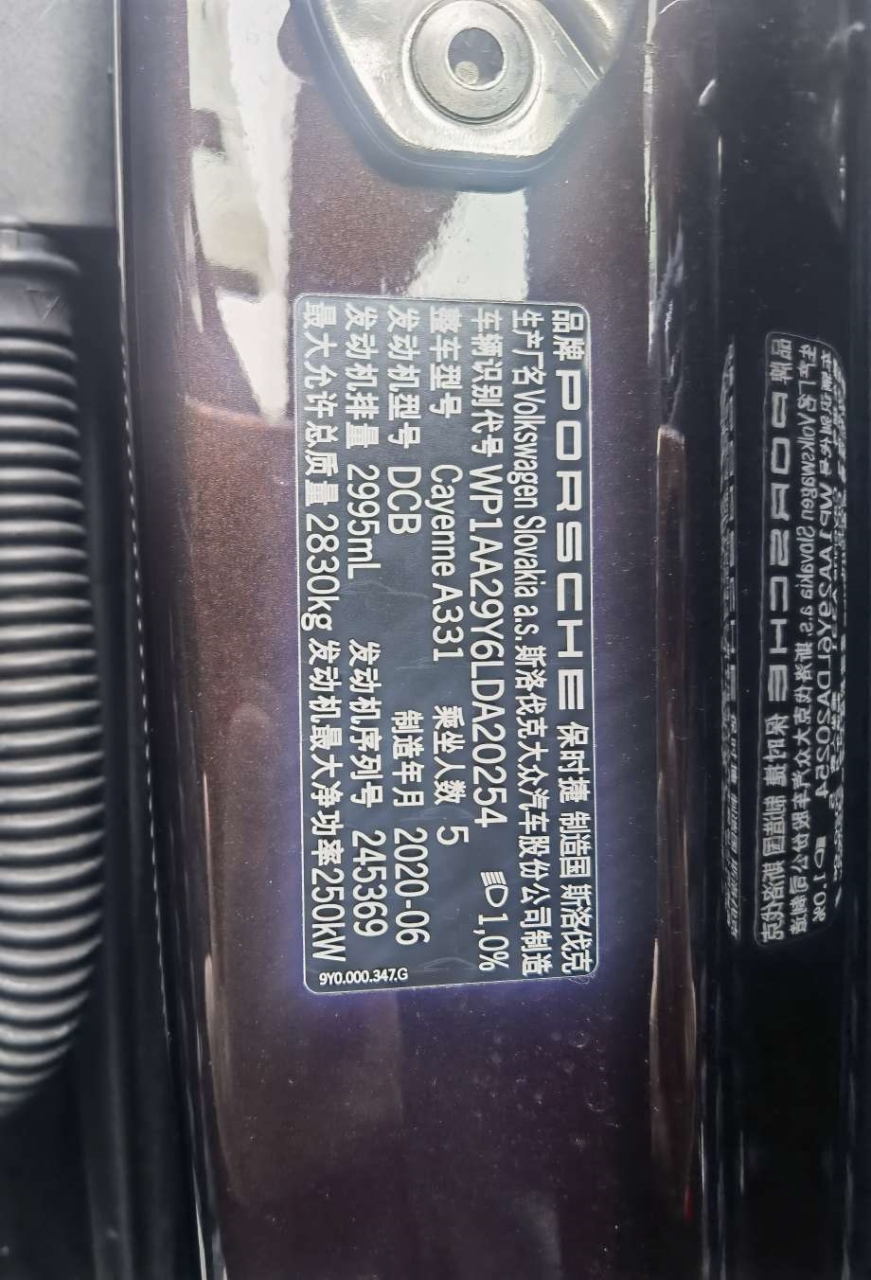 品牌 PORSCHE 保时捷 制造国 斯洛伐克
生产厂名 Volkswagen Slovakia a.s. 斯洛伐克大众汽车股份公司制造
车辆识别代号 WP1AA29Y6LDA20254 1,0%
整车型号 Cayenne A331 乘坐人数 5
发动机型号 DCB 制造年月 2020-06
发动机排量 2995mL 发动机序列号 245369
最大允许总质量 2830kg 发动机最大净功率250kW
9Y0.000.347.G